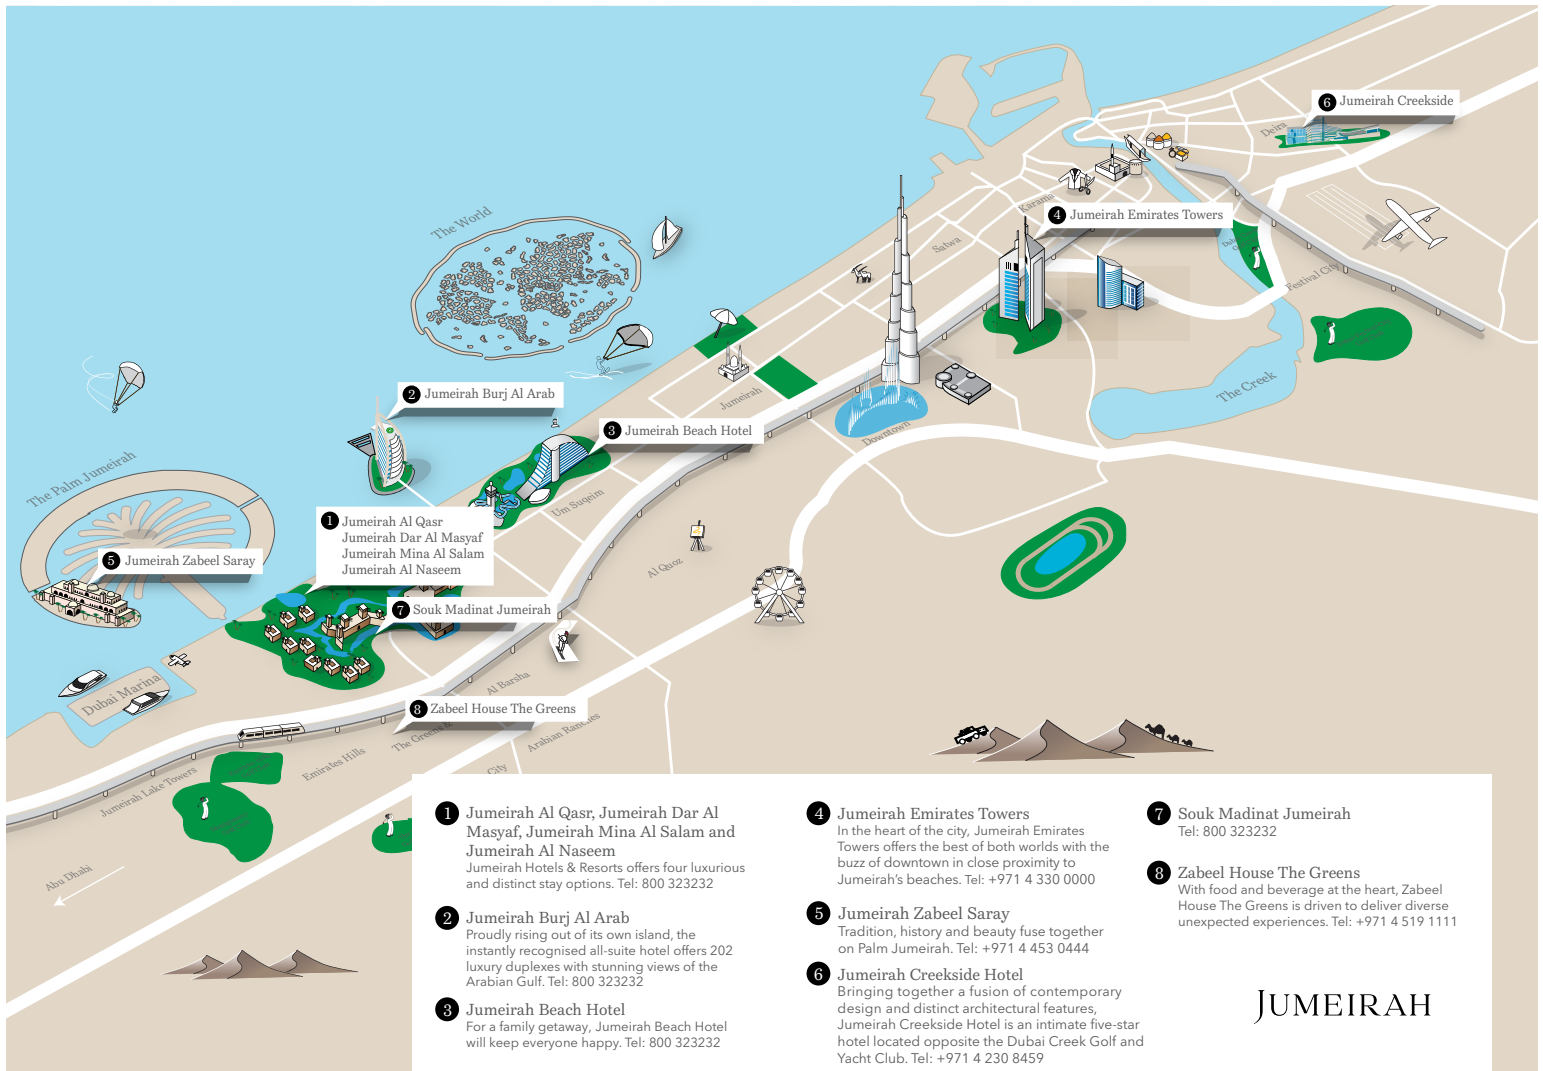 6 Jumeirah Creekside
Deira
Karama
4 Jumeirah Emirates Towers
The World
Satwa
Festival City
The Creek
2 Jumeirah Burj Al Arab
Jumeirah
3 Jumeirah Beach Hotel
Downtown
The Palm Jumeirah
Um Suqeim
1 Jumeirah Al Qasr
Jumeirah Dar Al Masyaf
Jumeirah Mina Al Salam
Jumeirah Al Naseem
5 Jumeirah Zabeel Saray
Al Quoz
7 Souk Madinat Jumeirah
Dubai Marina
Al Barsha
8 Zabeel House The Greens
The Greens &
Arabian Ranches
Emirates Hills
City
Jumeirah Lake Towers
Abu Dhabi
1 Jumeirah Al Qasr, Jumeirah Dar Al
Masyaf, Jumeirah Mina Al Salam and
Jumeirah Al Naseem
Jumeirah Hotels & Resorts offers four luxurious
and distinct stay options. Tel: 800 323232
2 Jumeirah Burj Al Arab
Proudly rising out of its own island, the
instantly recognised all-suite hotel offers 202
luxury duplexes with stunning views of the
Arabian Gulf. Tel: 800 323232
3 Jumeirah Beach Hotel
For a family getaway, Jumeirah Beach Hotel
will keep everyone happy. Tel: 800 323232
4 Jumeirah Emirates Towers
In the heart of the city, Jumeirah Emirates
Towers offers the best of both worlds with the
buzz of downtown in close proximity to
Jumeirah's beaches. Tel: +971 4 330 0000
5 Jumeirah Zabeel Saray
Tradition, history and beauty fuse together
on Palm Jumeirah. Tel: +971 4 453 0444
6 Jumeirah Creekside Hotel
Bringing together a fusion of contemporary
design and distinct architectural features,
Jumeirah Creekside Hotel is an intimate five-star
hotel located opposite the Dubai Creek Golf and
Yacht Club. Tel: +971 4 230 8459
7 Souk Madinat Jumeirah
Tel: 800 323232
8 Zabeel House The Greens
With food and beverage at the heart, Zabeel
House The Greens is driven to deliver diverse
unexpected experiences. Tel: +971 4 519 1111
JUMEIRAH